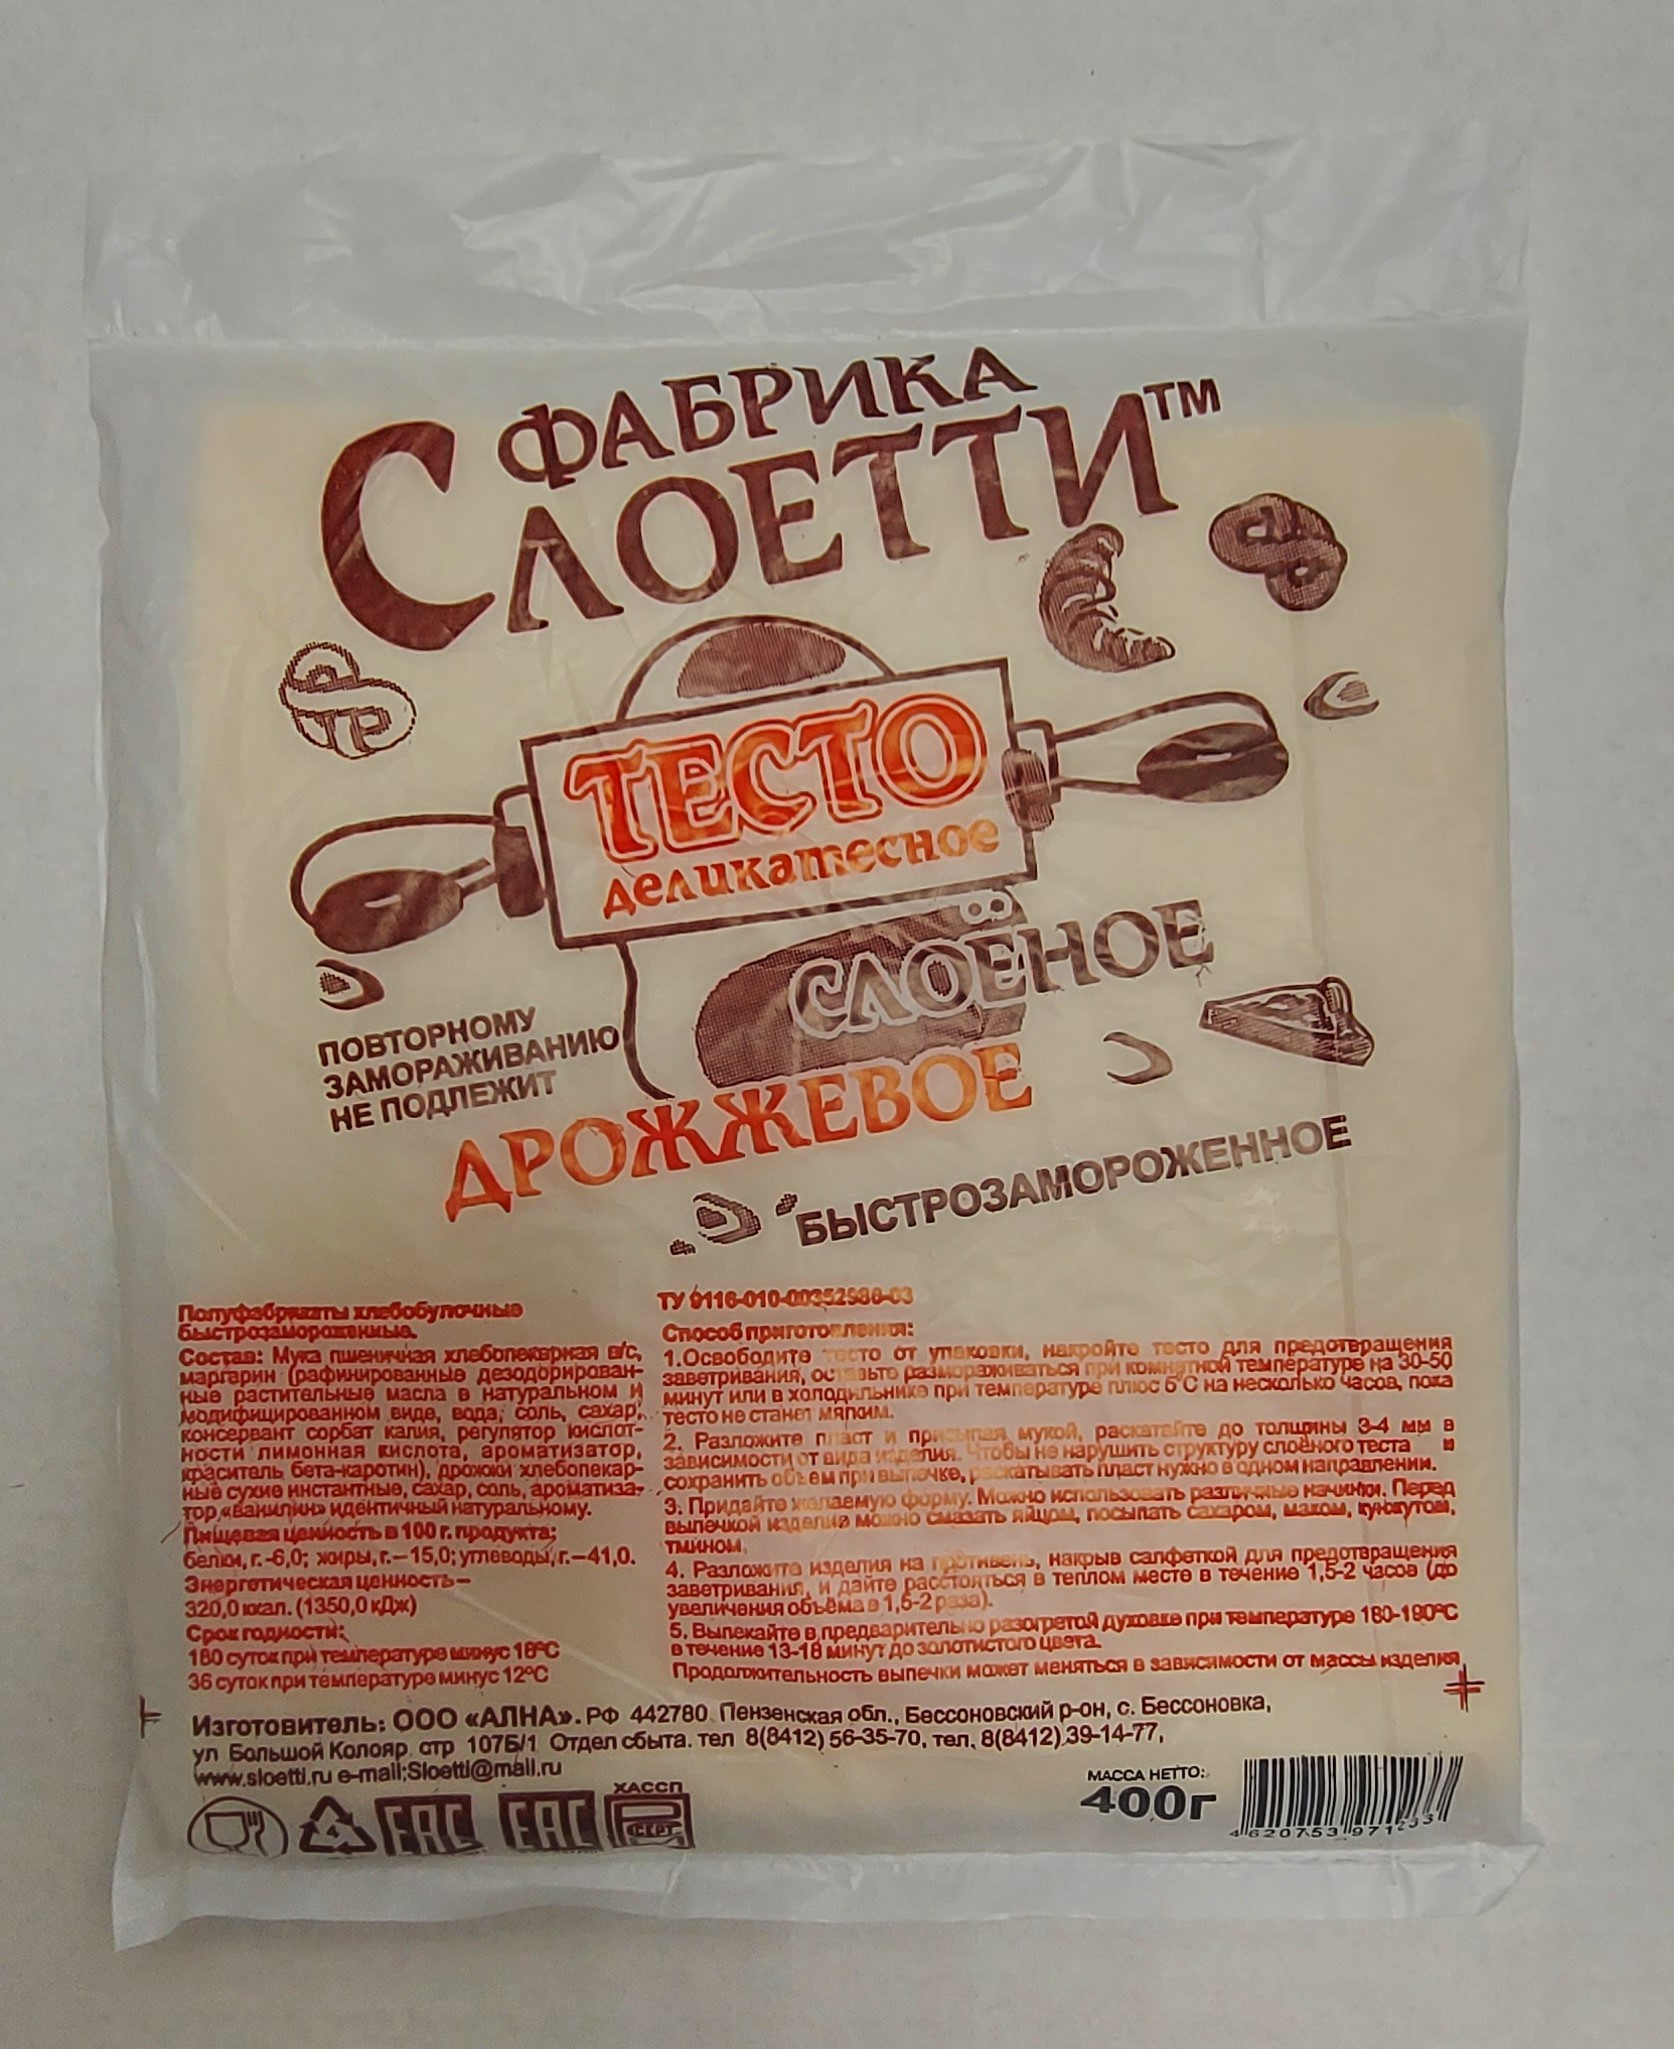 ФАБРИКА
СЛОЕТТИ™
ТЕСТО
деликатесное
СЛОЁНОЕ
ПОВТОРНОМУ
ЗАМОРАЖИВАНИЮ
НЕ ПОДЛЕЖИТ
ДРОЖЖЕВОЕ
БЫСТРОЗАМОРОЖЕННОЕ
Полуфабрикаты хлебобулочные
быстрозамороженные.
Состав: Мука пшеничная хлебопекарная в/с,
маргарин (рафинированные дезодорирован-
ные растительные масла в натуральном и
модифицированном виде, вода, соль, сахар,
консервант сорбат калия, регулятор кислот-
ности лимонная кислота, ароматизатор,
краситель бета-каротин), дрожжи хлебопекар-
ные сухие инстантные, сахар, соль, ароматиза-
тор «ванилин» идентичный натуральному.
Пищевая ценность в 100 г. продукта:
белки, г.-6,0; жиры, г.–15,0; углеводы, г.–41,0.
Энергетическая ценность–
320,0 ккал. (1350,0 кДж)
Срок годности:
180 суток при температуре минус 18°С
36 суток при температуре минус 12°С
ТУ 9116-010-00352986-03
Способ приготовления:
1.Освободите тесто от упаковки, накройте тесто для предотвращения
заветривания, оставьте размораживаться при комнатной температуре на 30-50
минут или в холодильнике при температуре плюс 5°С на несколько часов, пока
тесто не станет мягким.
2. Разложите пласт и присыпая мукой, раскатайте до толщины 3-4 мм в
зависимости от вида изделия. Чтобы не нарушить структуру слоёного теста и
сохранить объем при выпечке, раскатывать пласт нужно в одном направлении.
3. Придайте желаемую форму. Можно использовать различные начинки. Перед
выпечкой изделие можно смазать яйцом, посыпать сахаром, маком, кунжутом,
тмином.
4. Разложите изделия на противень, накрыв салфеткой для предотвращения
заветривания, и дайте расстояться в теплом месте в течение 1,5-2 часов (до
увеличения объёма в 1,5-2 раза).
5. Выпекайте в предварительно разогретой духовке при температуре 180-190°С
в течение 13-18 минут до золотистого цвета.
Продолжительность выпечки может меняться в зависимости от массы изделия
Изготовитель: ООО «АЛНА». РФ 442780 Пензенская обл., Бессоновский р-он, с. Бессоновка,
ул Большой Колояр стр 107Б/1 Отдел сбыта. тел 8(8412) 56-35-70, тел. 8(8412) 39-14-77,
www.sloetti.ru e-mail:Sloetti@mail.ru
4
ЕАС
ЕАС
ХАССП
СЕРТ
МАССА НЕТТО:
400г